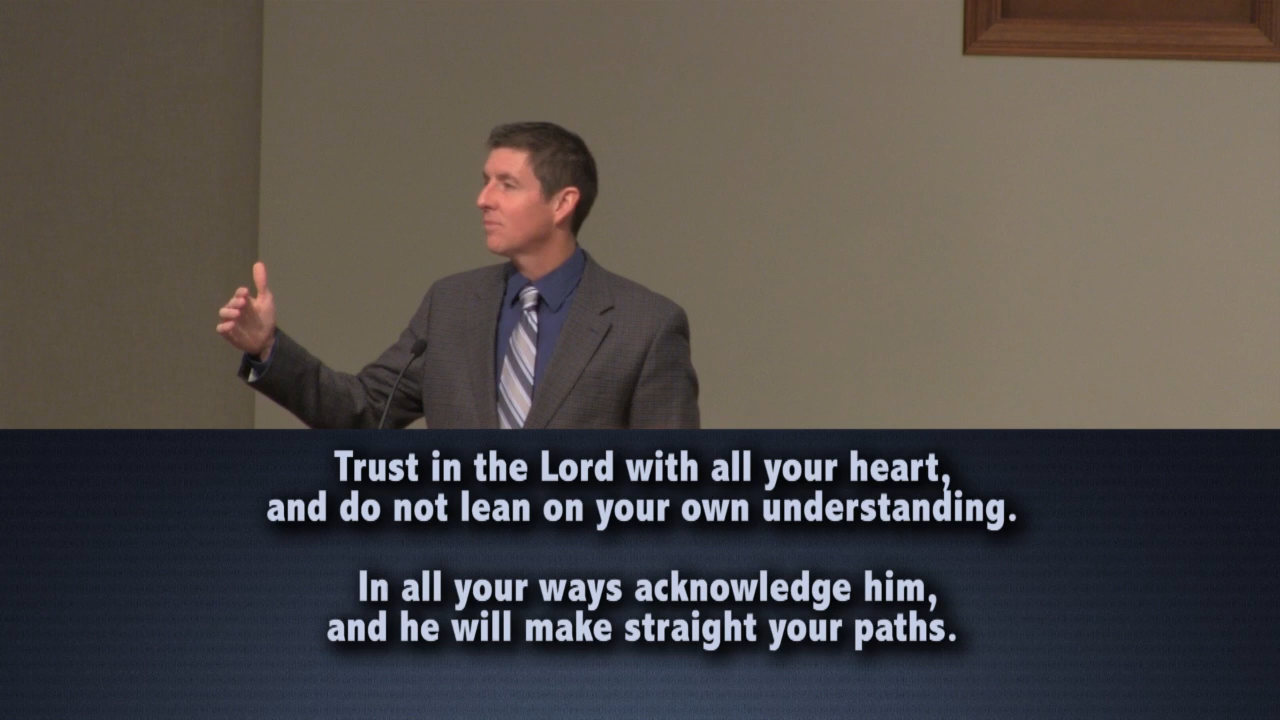 Trust in the Lord with all your heart,
and do not lean on your own understanding.
In all your ways acknowledge him,
and he will make straight your paths.